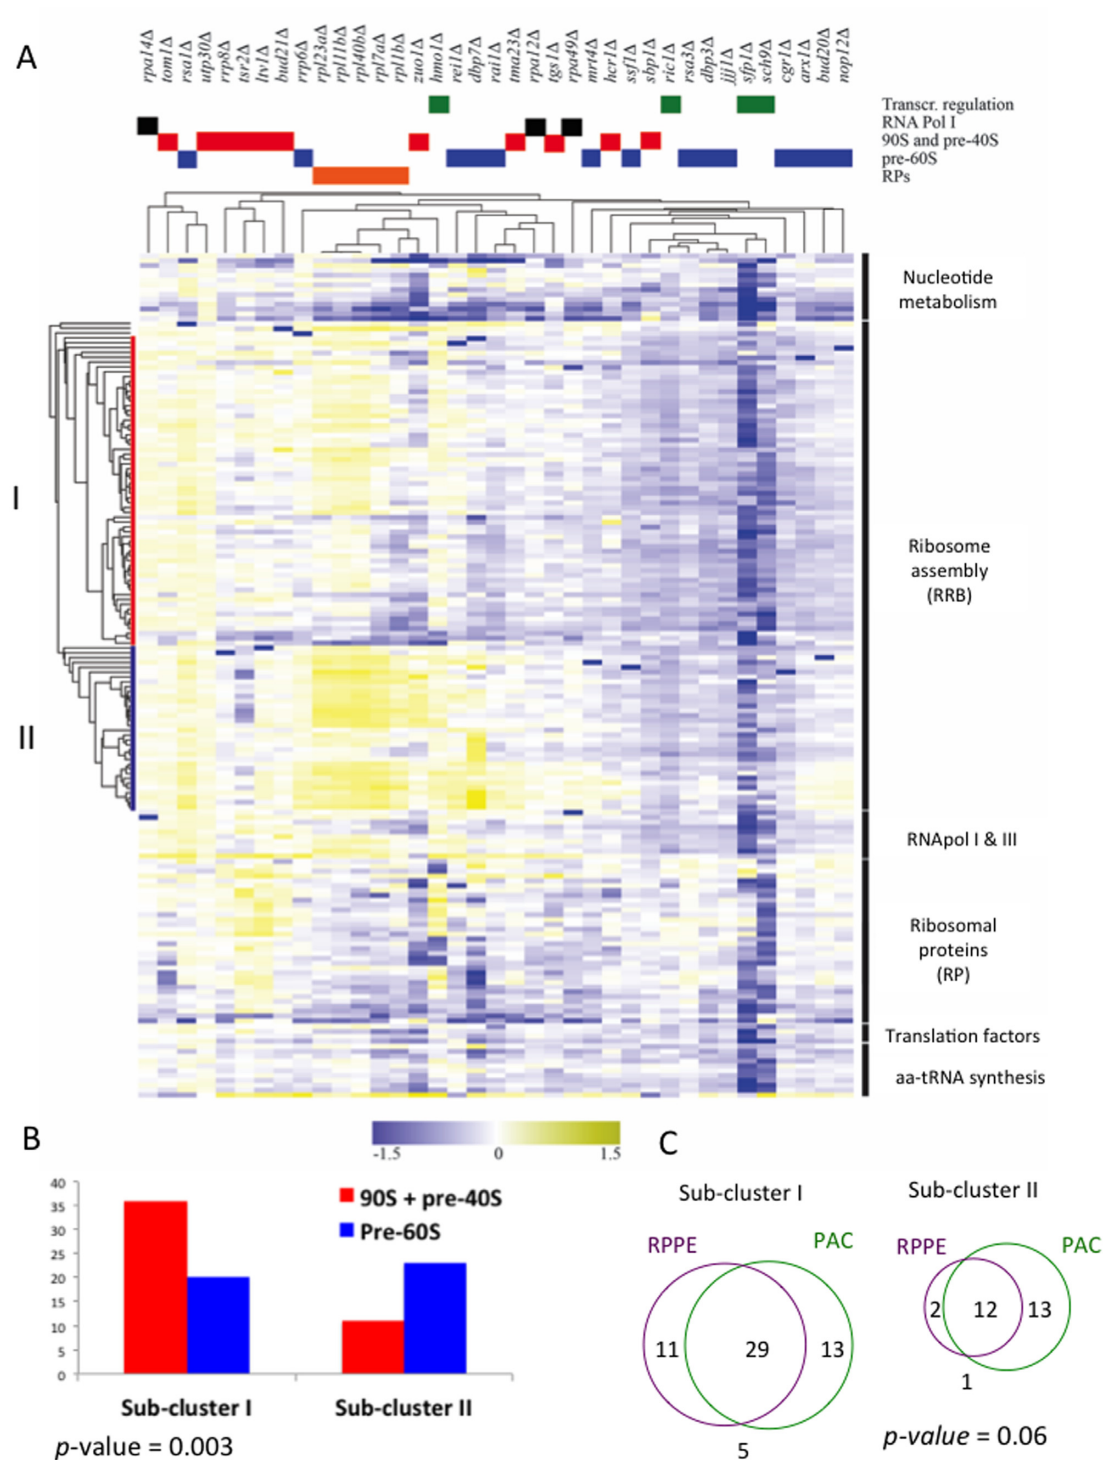 A
rpa14Δ
tom1Δ
rsa1Δ
utp30Δ
rrp8Δ
tsr2Δ
ltv1Δ
bud21Δ
rrp6Δ
rpl23aΔ
rpl11bΔ
rpl40bΔ
rpl7aΔ
rpl1bΔ
zuo1Δ
hmo1Δ
rei1Δ
dbp7Δ
rai1Δ
tma23Δ
rpa12Δ
tgs1Δ
rpa49Δ
mrt4Δ
hcr1Δ
ssf1Δ
sbp1Δ
ric1Δ
rsa3Δ
dbp3Δ
jjj1Δ
sfp1Δ
sch9Δ
cgr1Δ
arx1Δ
bud20Δ
nop12Δ
Transcr. regulation
RNA Pol I
90S and pre-40S
pre-60S
RPs
Nucleotide
metabolism
I
Ribosome
assembly
(RRB)
II
RNApol I & III
Ribosomal
proteins
(RP)
Translation factors
aa-tRNA synthesis
-1.5 0 1.5
B
40
35
30
25
20
15
10
5
0
90S + pre-40S
Pre-60S
Sub-cluster I Sub-cluster II
p-value = 0.003
C
Sub-cluster I
RPPE PAC
11 29 13
5
Sub-cluster II
RPPE PAC
2 12 13
1
p-value = 0.06